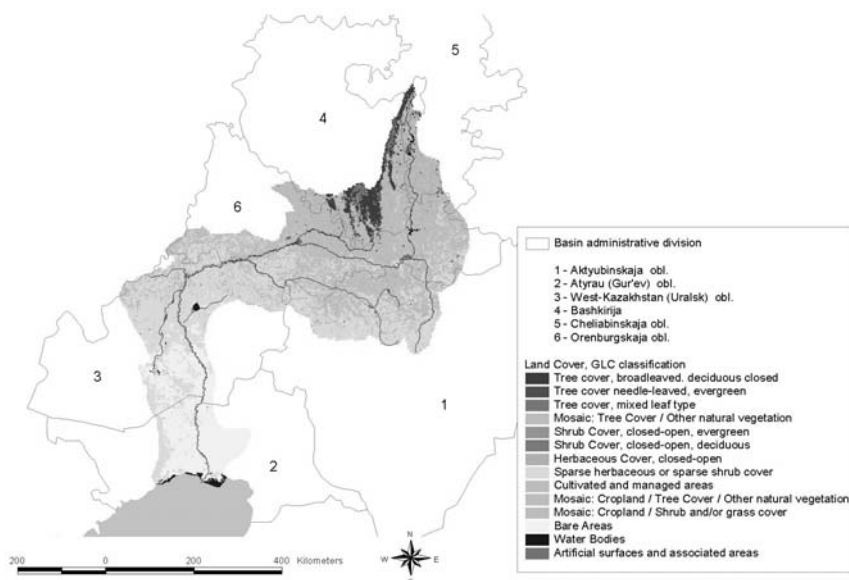 5
4
6
3
1
2
Basin administrative division
1 - Aktyubinskaja obl.
2 - Atyrau (Gur'ev) obl.
3 - West-Kazakhstan (Uralsk) obl.
4 - Bashkirija
5 - Cheliabinskaja obl.
6 - Orenburgskaja obl.
Land Cover, GLC classification
Tree cover, broadleaved. deciduous closed
Tree cover needle-leaved, evergreen
Tree cover, mixed leaf type
Mosaic: Tree Cover / Other natural vegetation
Shrub Cover, closed-open, evergreen
Shrub Cover, closed-open, deciduous
Herbaceous Cover, closed-open
Sparse herbaceous or sparse shrub cover
Cultivated and managed areas
Mosaic: Cropland / Tree Cover / Other natural vegetation
Mosaic: Cropland / Shrub and/or grass cover
Bare Areas
Water Bodies
Artificial surfaces and associated areas
200 0 200 400 Kilometers
N
W E